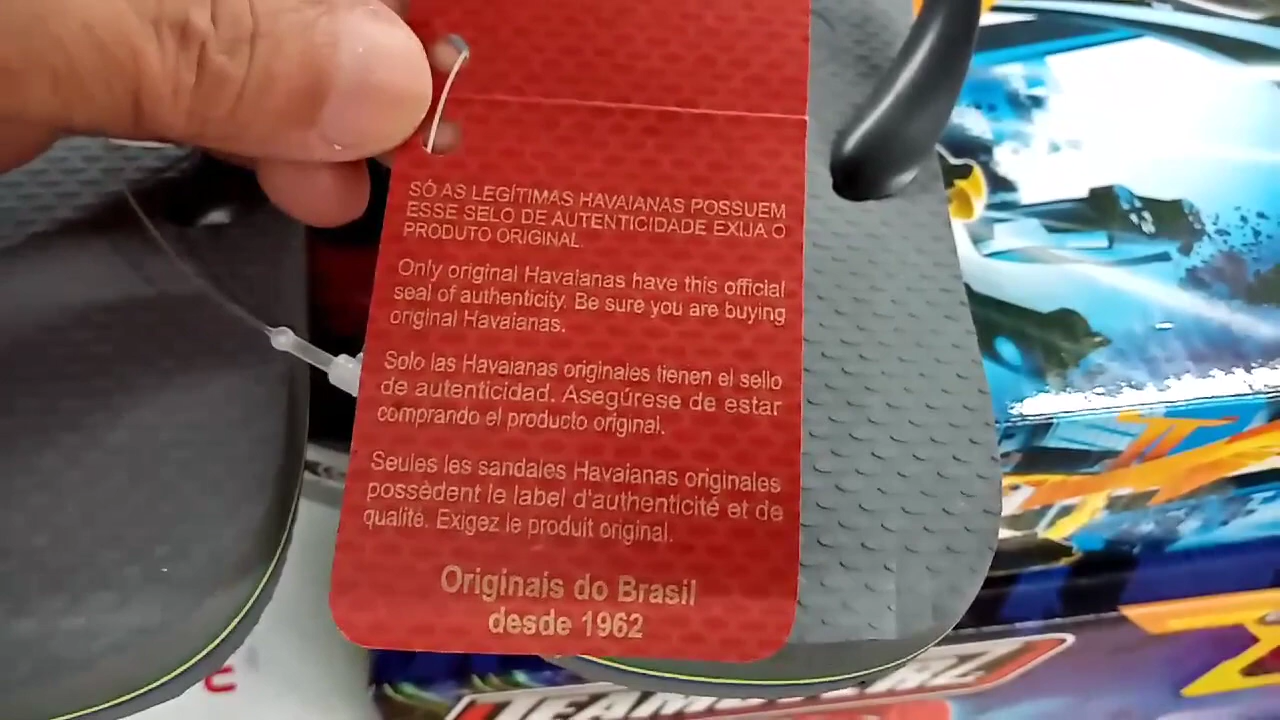 SÓ AS LEGÍTIMAS HAVAIANAS POSSUEM
ESSE SELO DE AUTENTICIDADE EXIJA O
PRODUTO ORIGINAL.
Only original Havaianas have this official
seal of authenticity. Be sure you are buying
original Havaianas.
Solo las Havaianas originales tienen el sello
de autenticidad. Asegúrese de estar
comprando el producto original.
Seules les sandales Havaianas originales
possèdent le label d'authenticité et de
qualité. Exigez le produit original.
Originais do Brasil
desde 1962